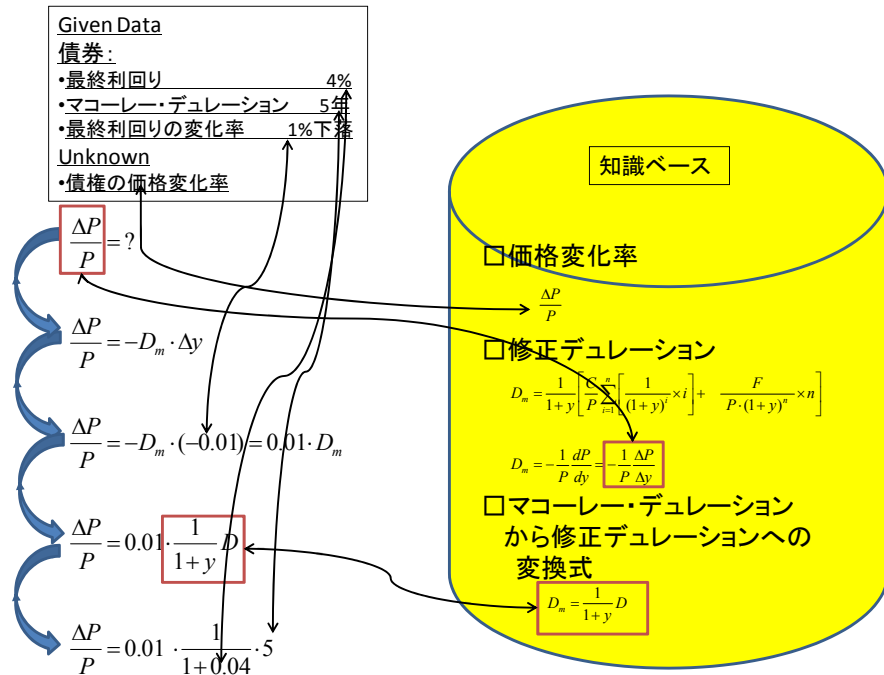 Given Data
債券：
•最終利回り 4%
•マコーレー・デュレーション 5年
•最終利回りの変化率 1%下落
Unknown
•債権の価格変化率
ΔP/P = ?
ΔP/P = −D_m · Δy
ΔP/P = −D_m · (−0.01) = 0.01 · D_m
ΔP/P = 0.01 · 1/(1+y) D
ΔP/P = 0.01 · 1/(1+0.04) · 5
知識ベース
□価格変化率
ΔP/P
□修正デュレーション
D_m = 1/(1+y) [ C/P ∑_{i=1}^{n} [ 1/(1+y)^i × i ] + F/(P·(1+y)^n) × n ]
D_m = −1/P dP/dy = −1/P ΔP/Δy
□マコーレー・デュレーション
から修正デュレーションへの
変換式
D_m = 1/(1+y) D